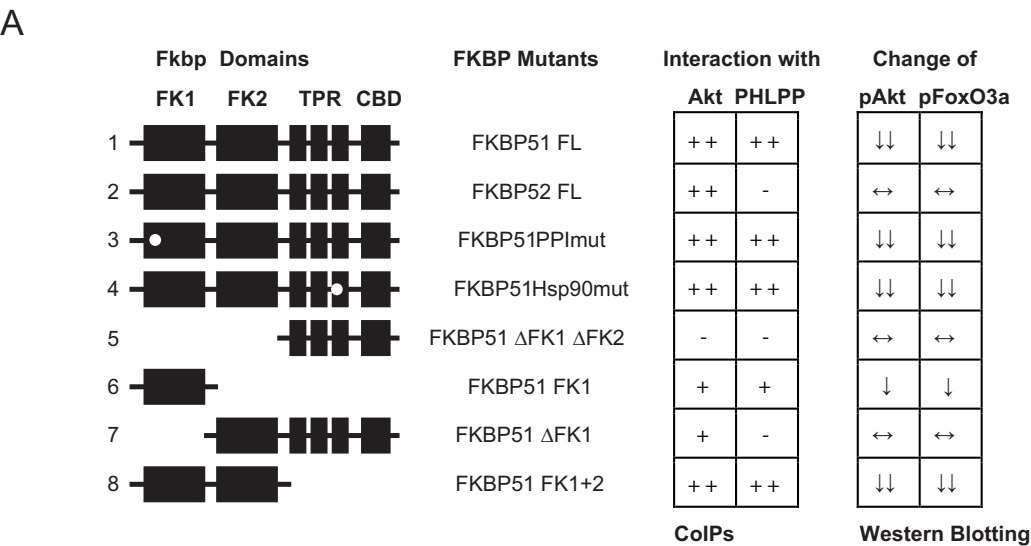 A
Fkbp Domains FKBP Mutants Interaction with Change of
FK1 FK2 TPR CBD Akt PHLPP pAkt pFoxO3a
1 FKBP51 FL ++ ++ ↓↓ ↓↓
2 FKBP52 FL ++ - ↔ ↔
3 FKBP51PPImut ++ ++ ↓↓ ↓↓
4 FKBP51Hsp90mut ++ ++ ↓↓ ↓↓
5 FKBP51 ΔFK1 ΔFK2 - - ↔ ↔
6 FKBP51 FK1 + + ↓ ↓
7 FKBP51 ΔFK1 + - ↔ ↔
8 FKBP51 FK1+2 ++ ++ ↓↓ ↓↓
CoIPs Western Blotting